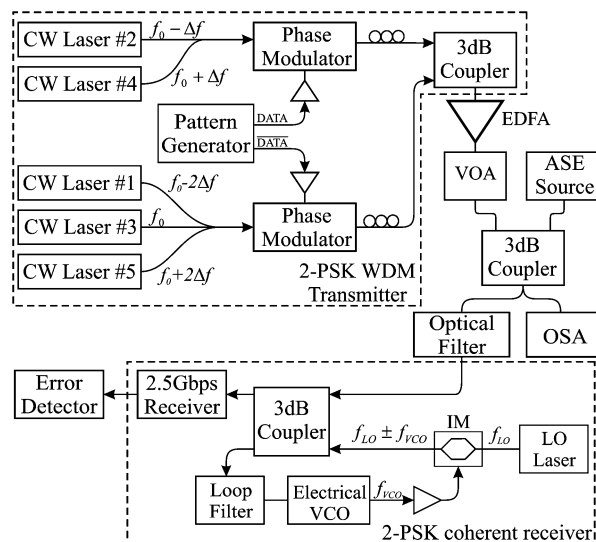 CW Laser #2
f0 − Δf
CW Laser #4
f0 + Δf
Phase
Modulator
3dB
Coupler
EDFA
Pattern
Generator
DATA
DATA
VOA
ASE
Source
CW Laser #1
f0-2Δf
CW Laser #3
f0
CW Laser #5
f0+2Δf
Phase
Modulator
2-PSK WDM
Transmitter
3dB
Coupler
Optical
Filter
OSA
Error
Detector
2.5Gbps
Receiver
3dB
Coupler
fLO ± fVCO
IM
fLO
LO
Laser
Loop
Filter
Electrical
VCO
fVCO
2-PSK coherent receiver